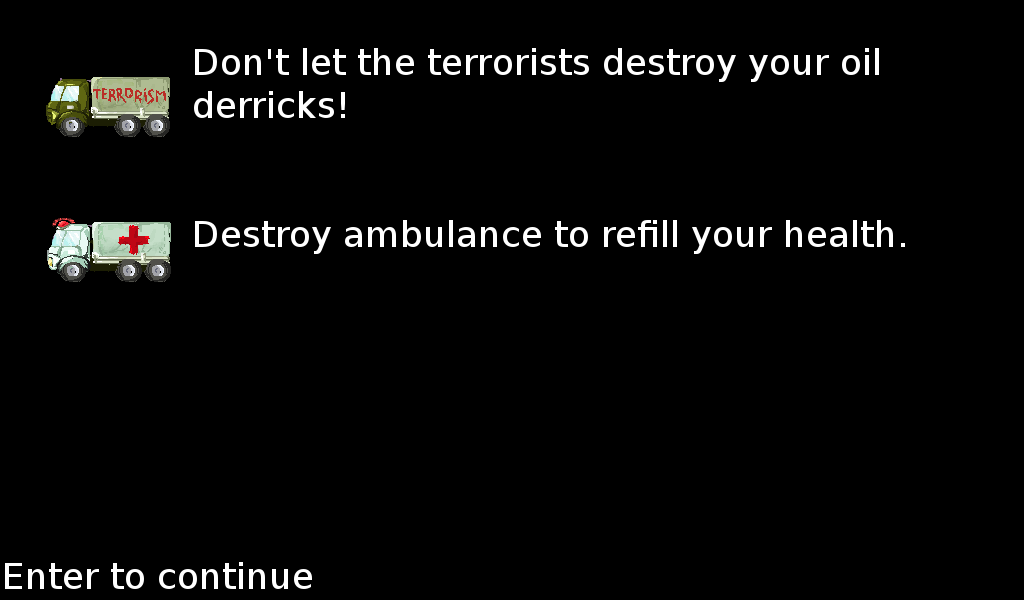 Don't let the terrorists destroy your oil
derricks!
TERRORISM
Destroy ambulance to refill your health.
Enter to continue